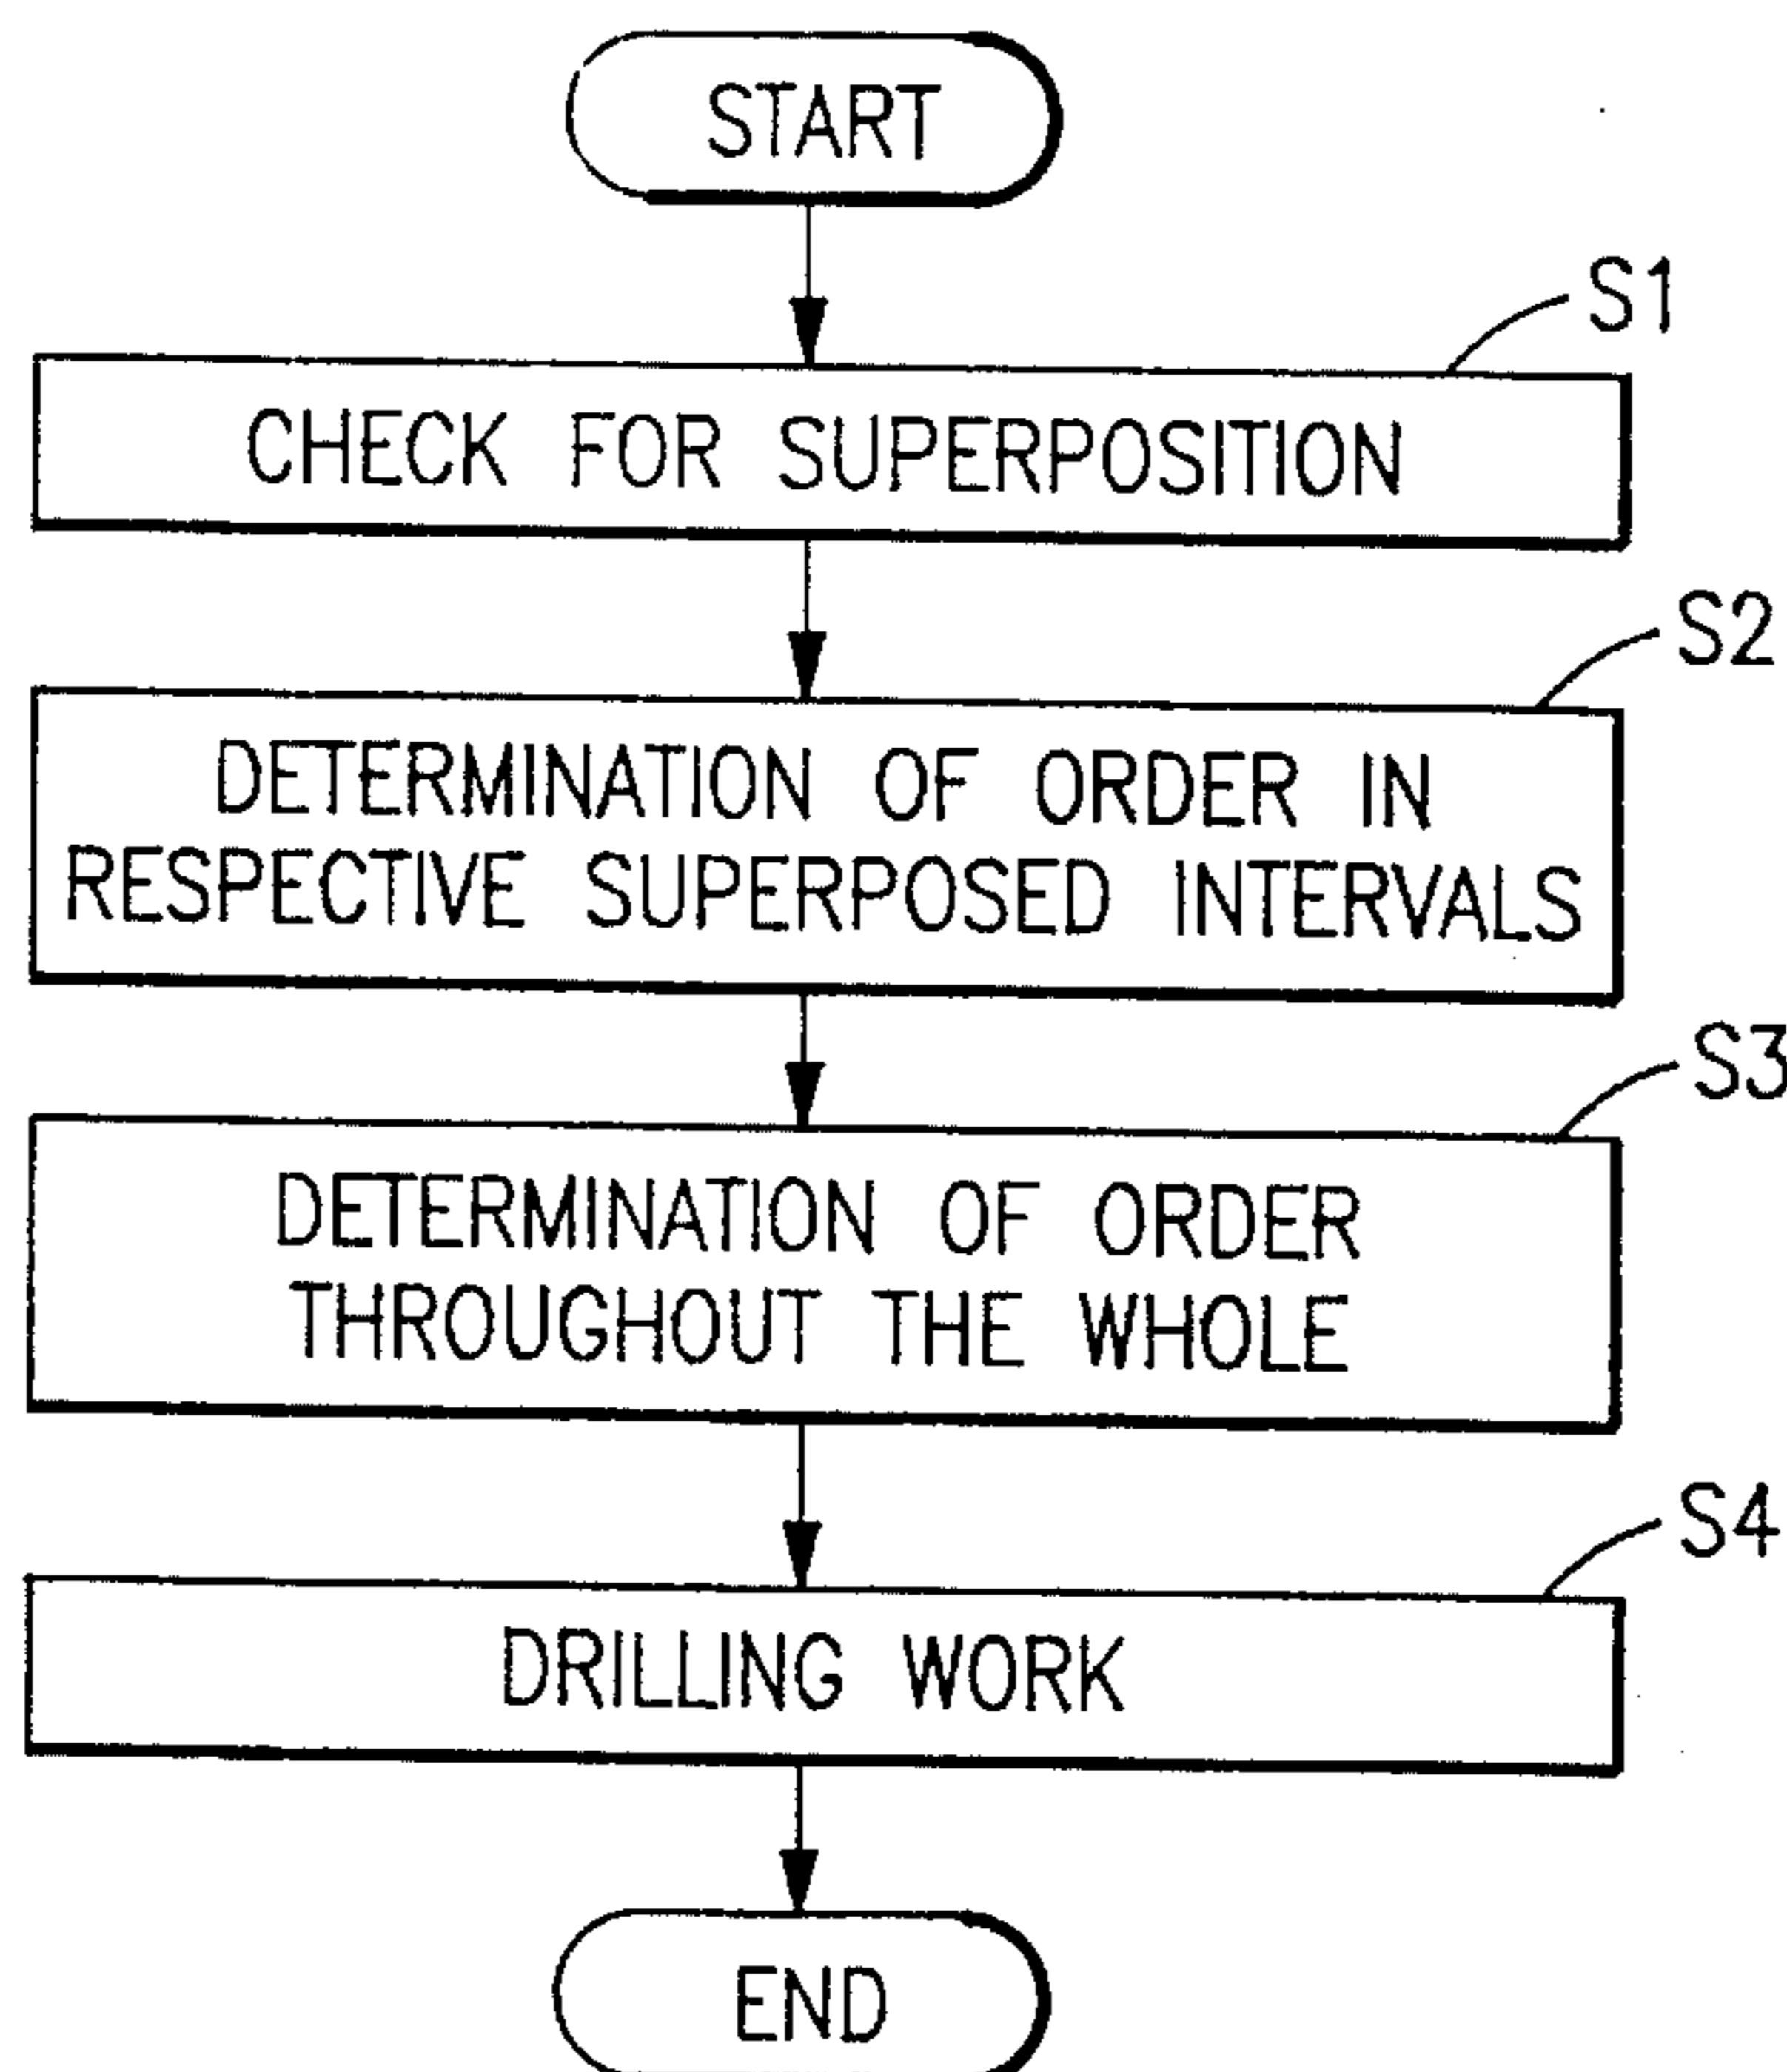 START
S1
CHECK FOR SUPERPOSITION
S2
DETERMINATION OF ORDER IN
RESPECTIVE SUPERPOSED INTERVALS
S3
DETERMINATION OF ORDER
THROUGHOUT THE WHOLE
S4
DRILLING WORK
END